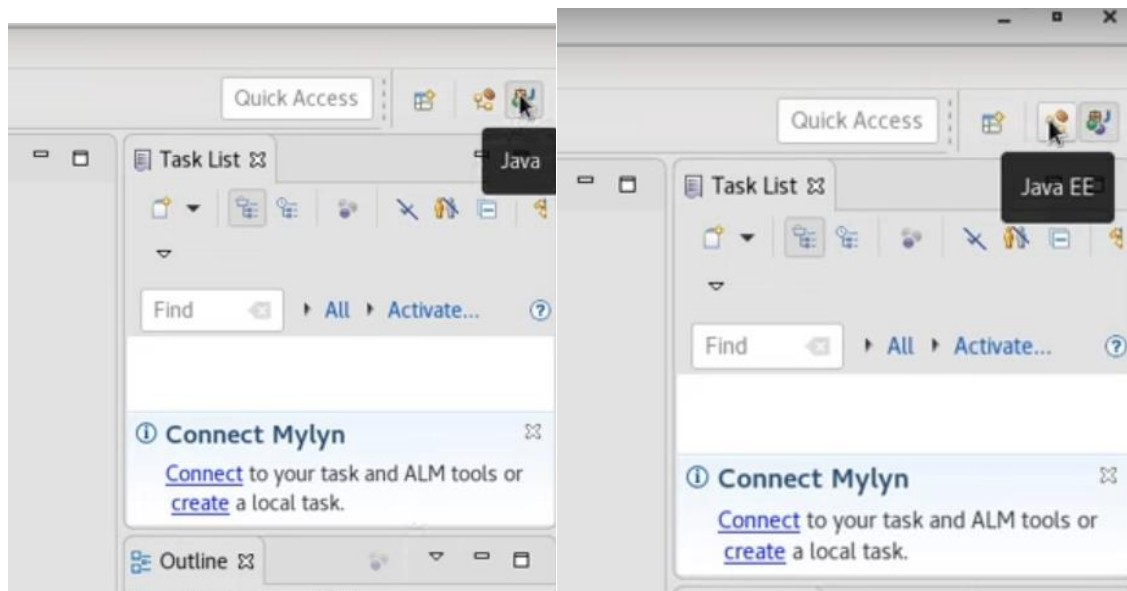 Quick Access
Java
Task List
Find
All
Activate...
Connect Mylyn
Connect to your task and ALM tools or
create a local task.
Outline
Quick Access
Java EE
Task List
Find
All
Activate...
Connect Mylyn
Connect to your task and ALM tools or
create a local task.